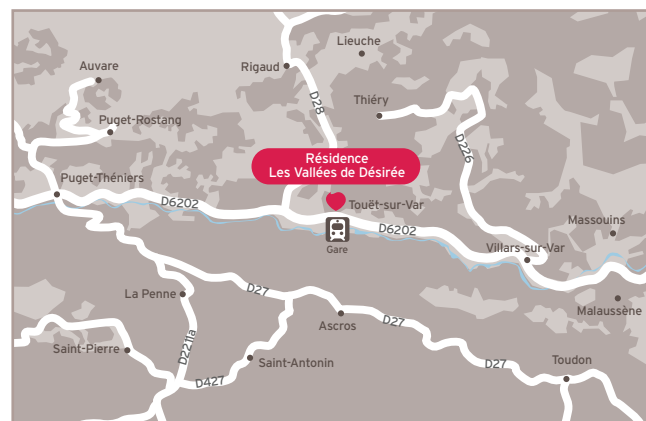 Lieuche
Auvare
Rigaud
D28
Thiéry
Puget-Rostang
D226
Résidence
Les Vallées de Désirée
Puget-Théniers
D6202
Touët-sur-Var
Massouins
D6202
Villars-sur-Var
Gare
La Penne
D27
Malaussène
Ascros
D27
D2211a
Saint-Pierre
Saint-Antonin
D27
Toudon
D427